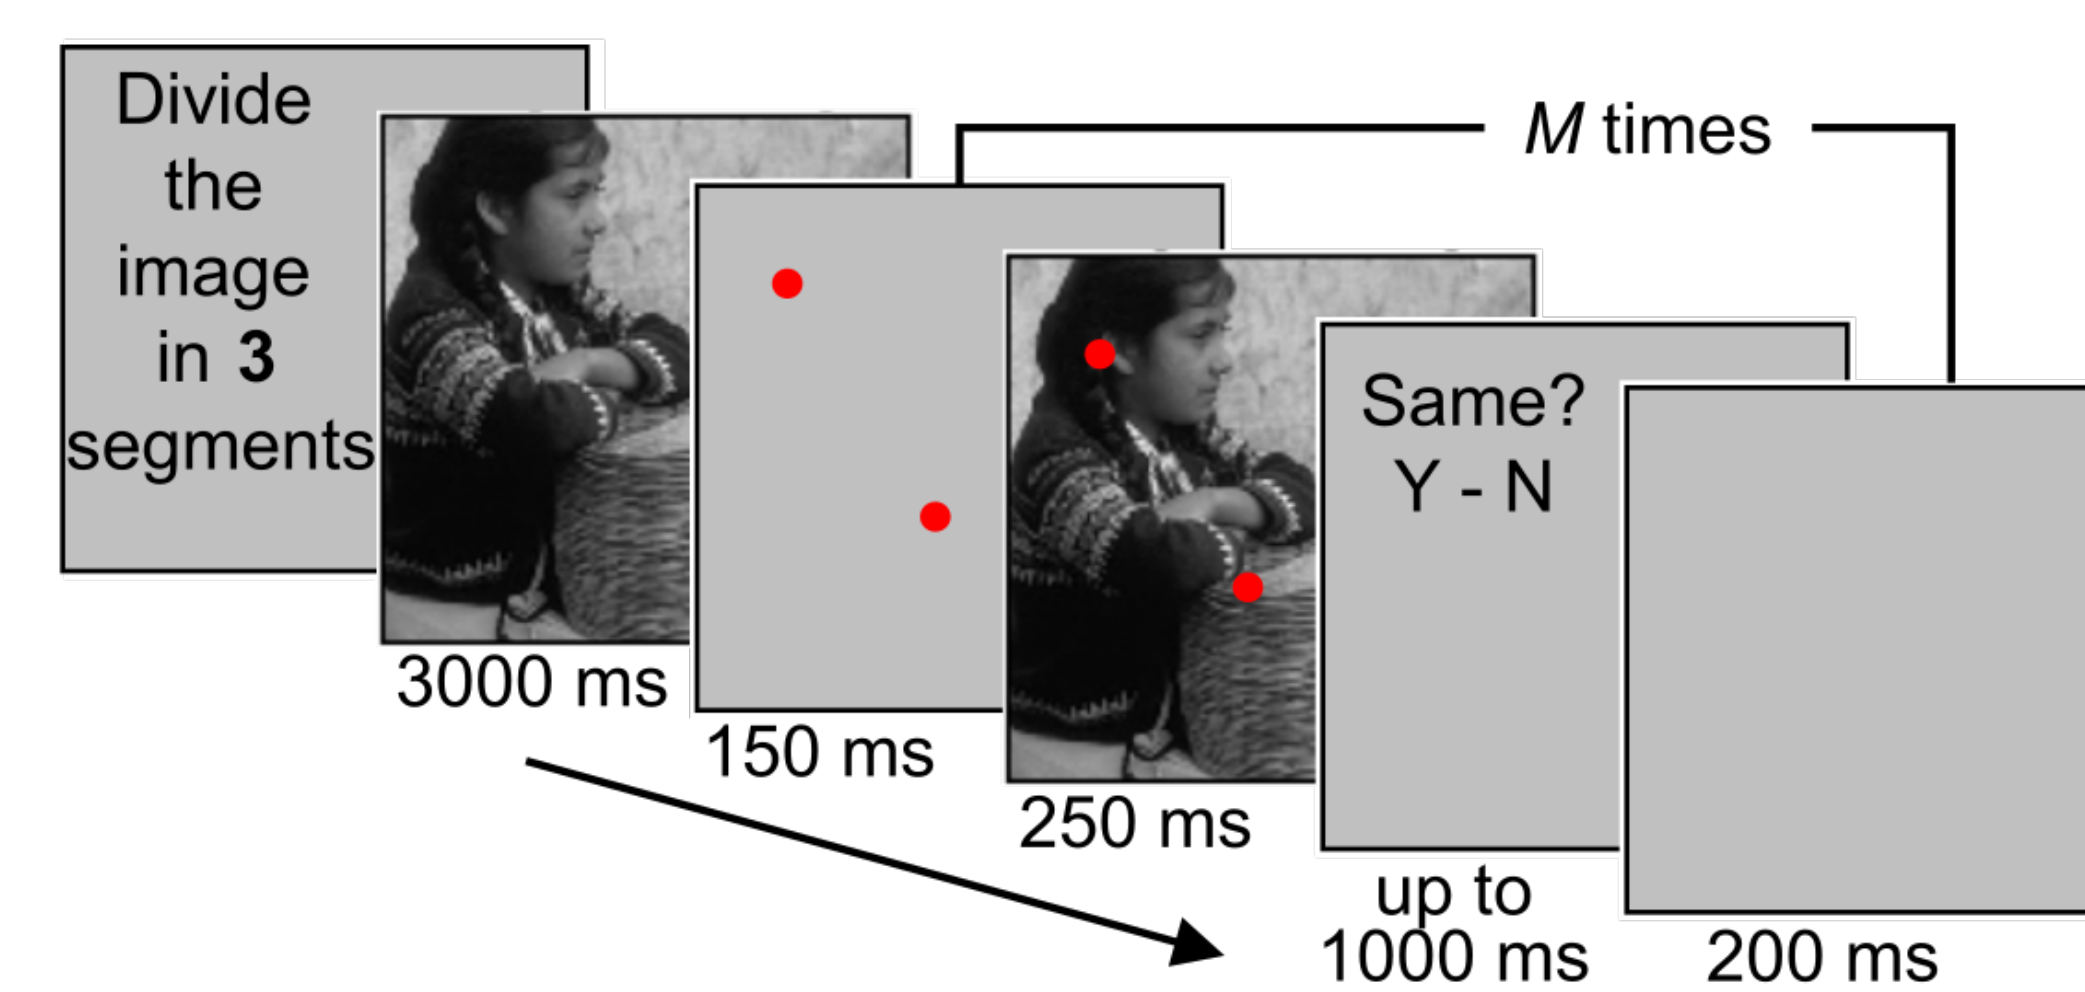 Divide
the
image
in 3
segments
M times
Same?
Y - N
3000 ms
150 ms
250 ms
up to
1000 ms
200 ms